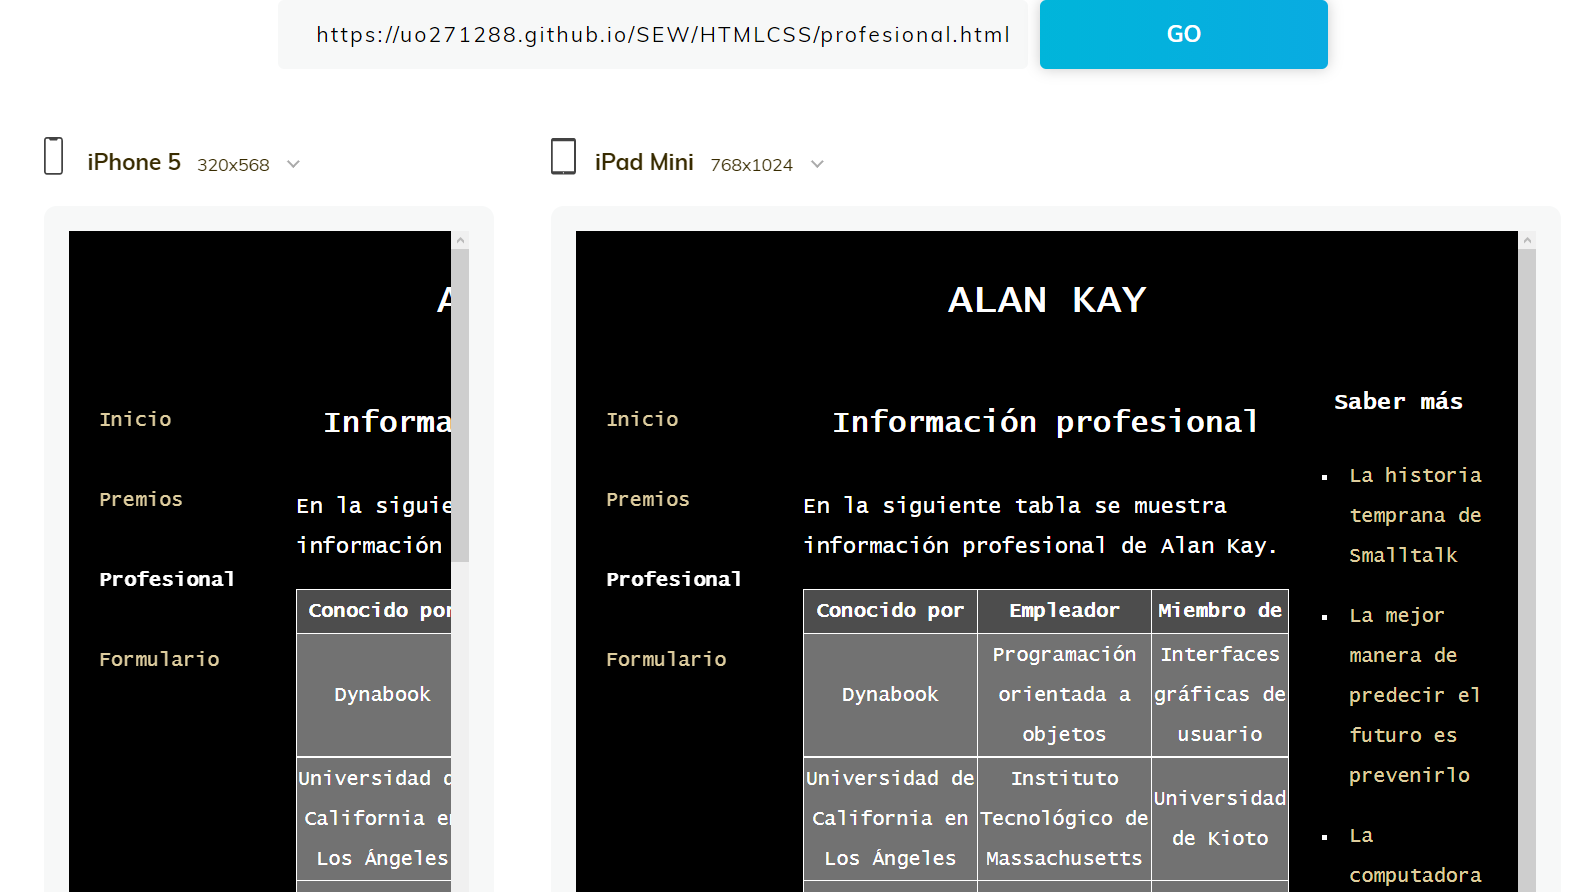 https://uo271288.github.io/SEW/HTMLCSS/profesional.html
GO
iPhone 5 320x568
iPad Mini 768x1024
A
Inicio
Premios
Profesional
Formulario
Informa
En la siguie
información
Conocido por
Dynabook
Universidad d
California en
Los Ángeles
ALAN KAY
Inicio
Premios
Profesional
Formulario
Información profesional
En la siguiente tabla se muestra
información profesional de Alan Kay.
Conocido por Empleador Miembro de
Dynabook
Programación
orientada a
objetos
Interfaces
gráficas de
usuario
Universidad de
California en
Los Ángeles
Instituto
Tecnológico de
Massachusetts
Universidad
de Kioto
Saber más
La historia
temprana de
Smalltalk
La mejor
manera de
predecir el
futuro es
prevenirlo
La
computadora